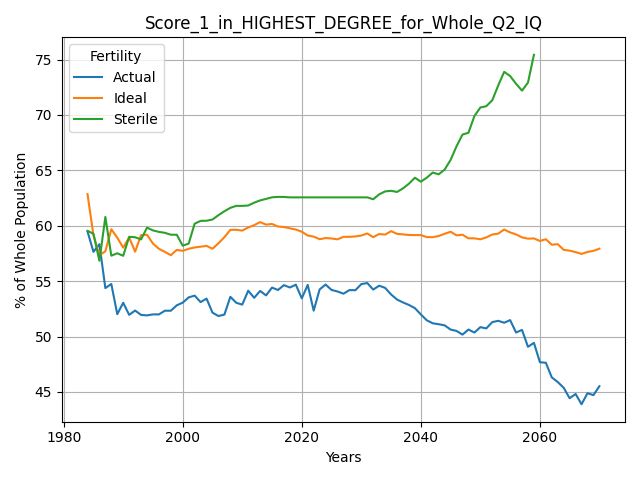 Score_1_in_HIGHEST_DEGREE_for_Whole_Q2_IQ
Fertility
Actual
Ideal
Sterile
% of Whole Population
75
70
65
60
55
50
45
1980
2000
2020
2040
2060
Years